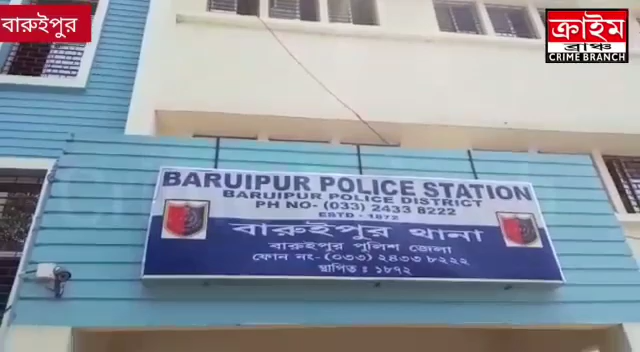 বারুইপুর
ক্রাইম
ব্রাঞ্চ
CRIME BRANCH
BARUIPUR POLICE STATION
BARUIPUR POLICE DISTRICT
PH NO- (033) 2433 8222
ESTD - 1872
বারুইপুর থানা
বারুইপুর পুলিশ জেলা
ফোন নং-(০৩৩) ২৪৩৩ ৮২২২
স্থাপিত : ১৮৭২